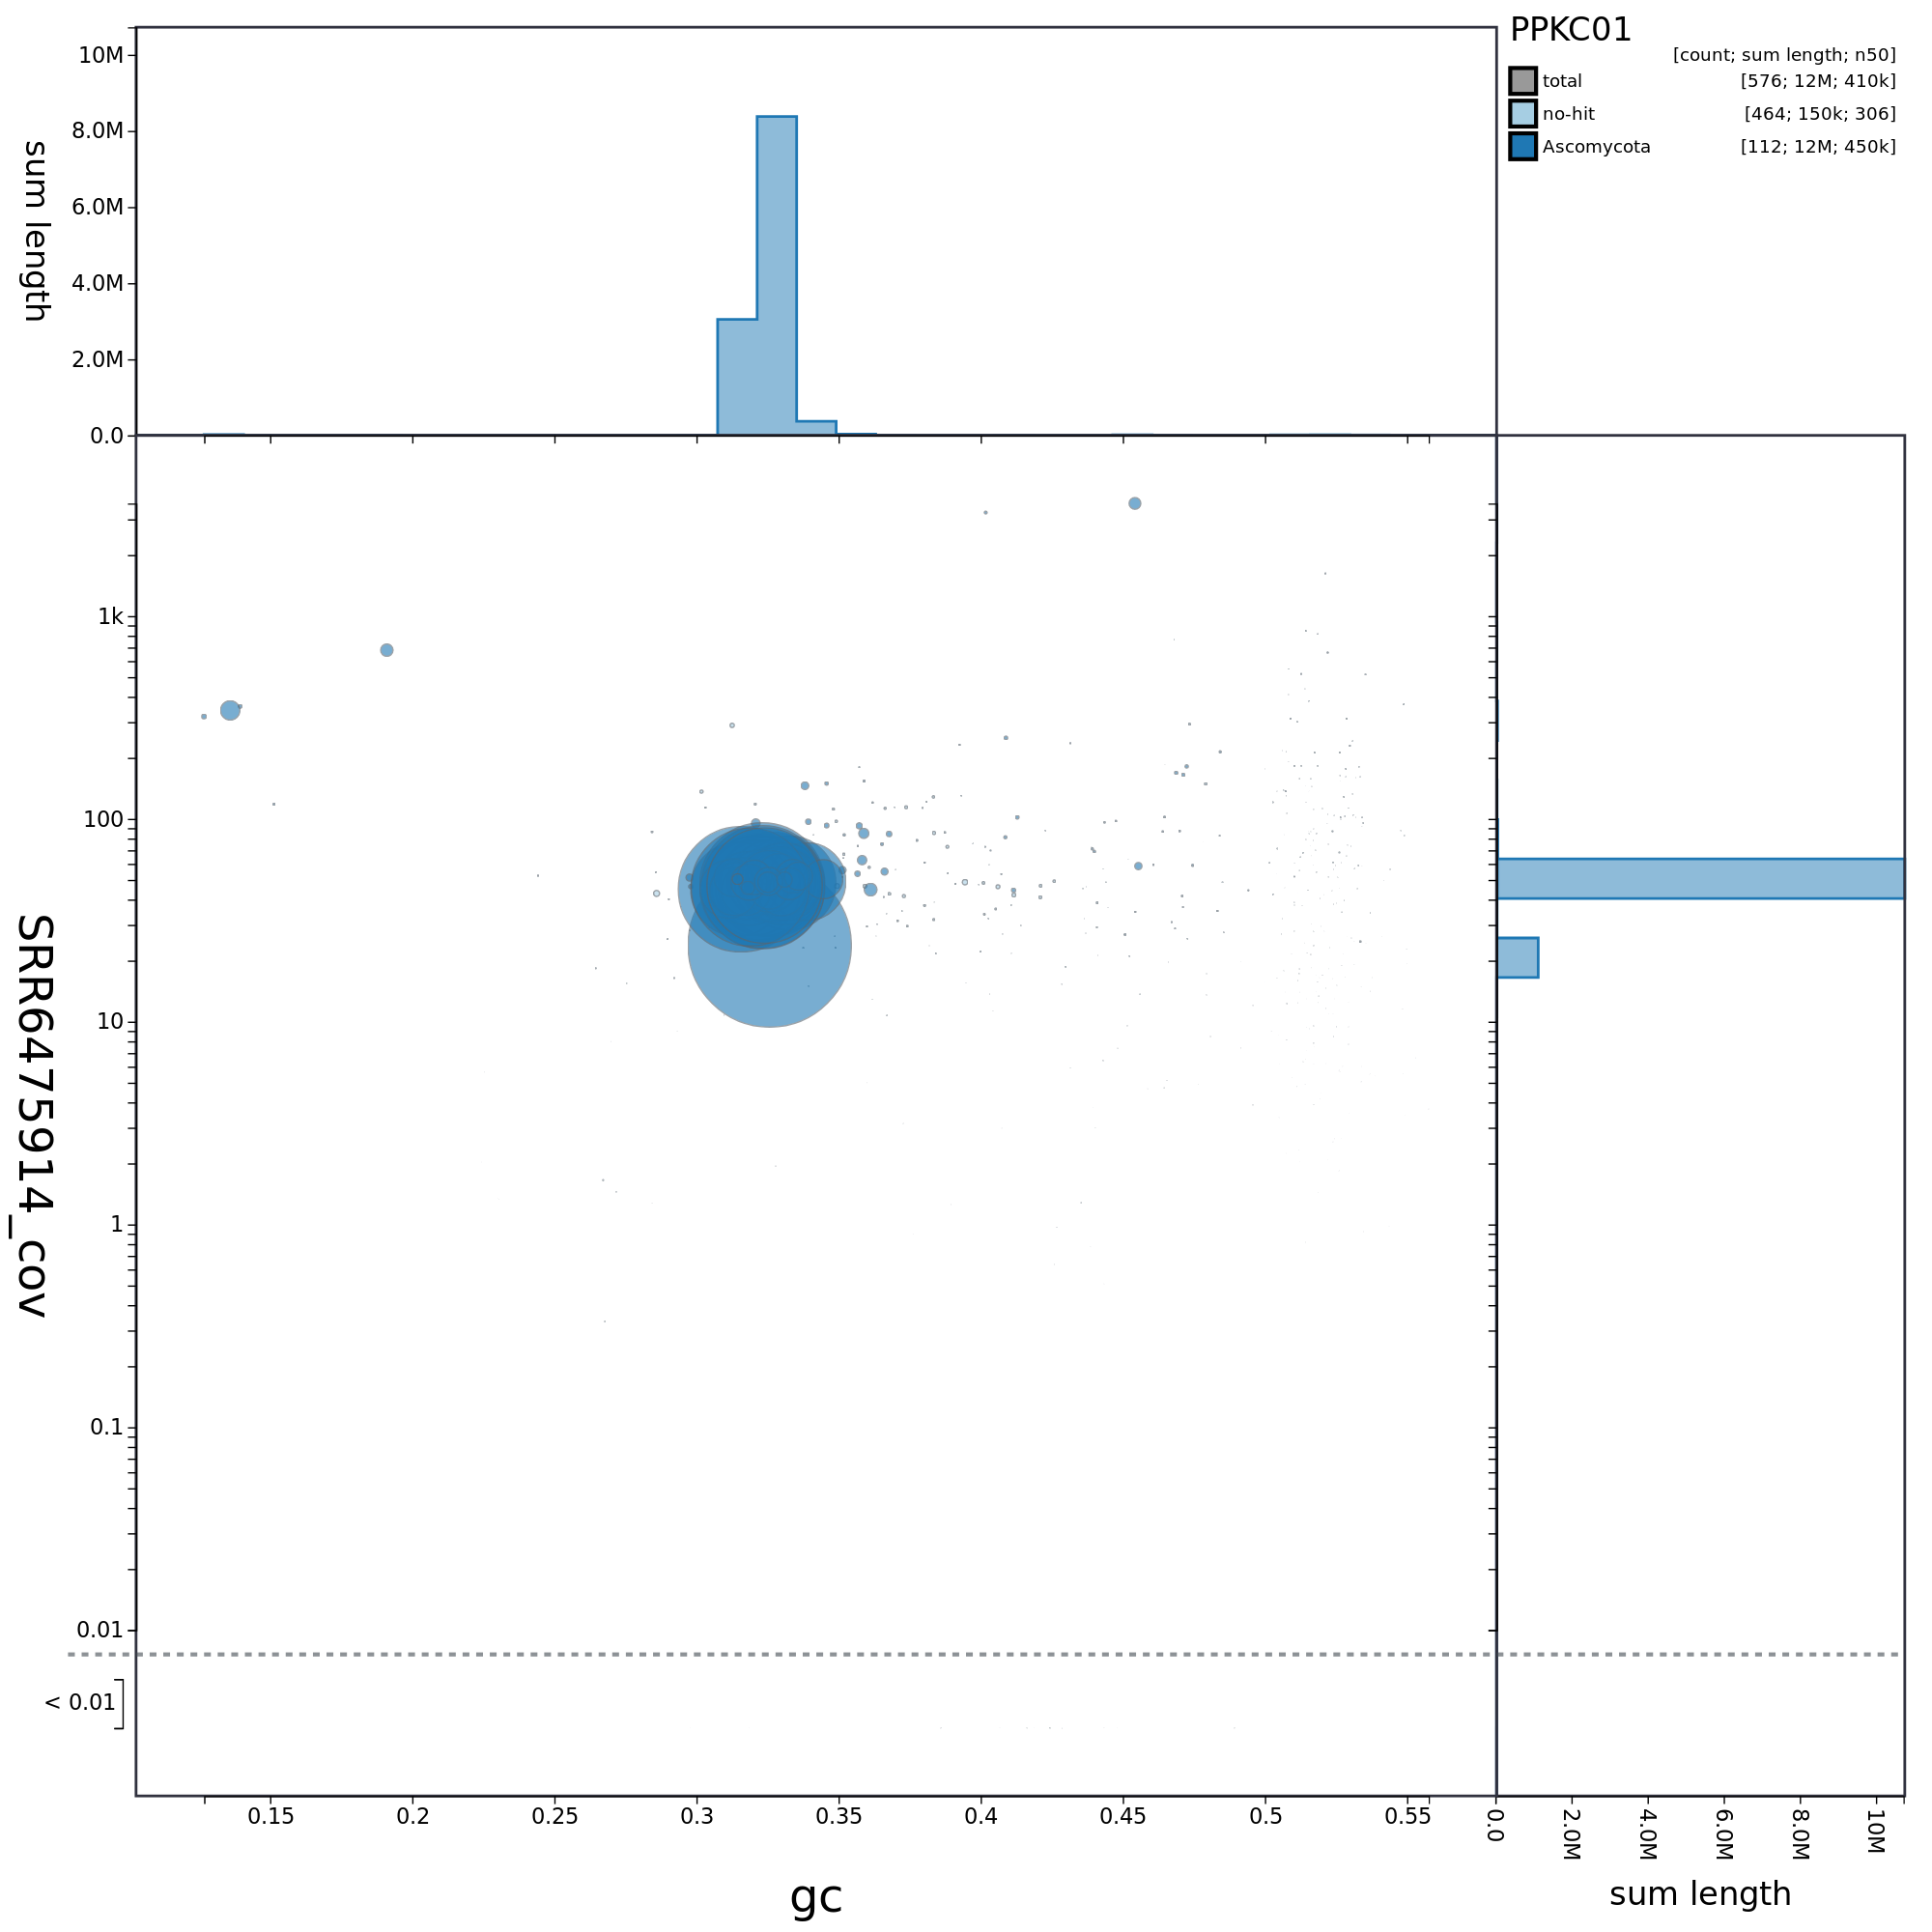 PPKC01
[count; sum length; n50]
total [576; 12M; 410k]
no-hit [464; 150k; 306]
Ascomycota [112; 12M; 450k]
sum length
10M
8.0M
6.0M
4.0M
2.0M
0.0
SRR6475914_cov
1k
100
10
1
0.1
0.01
< 0.01
0.15 0.2 0.25 0.3 0.35 0.4 0.45 0.5 0.55
gc
0.0 2.0M 4.0M 6.0M 8.0M 10M
sum length